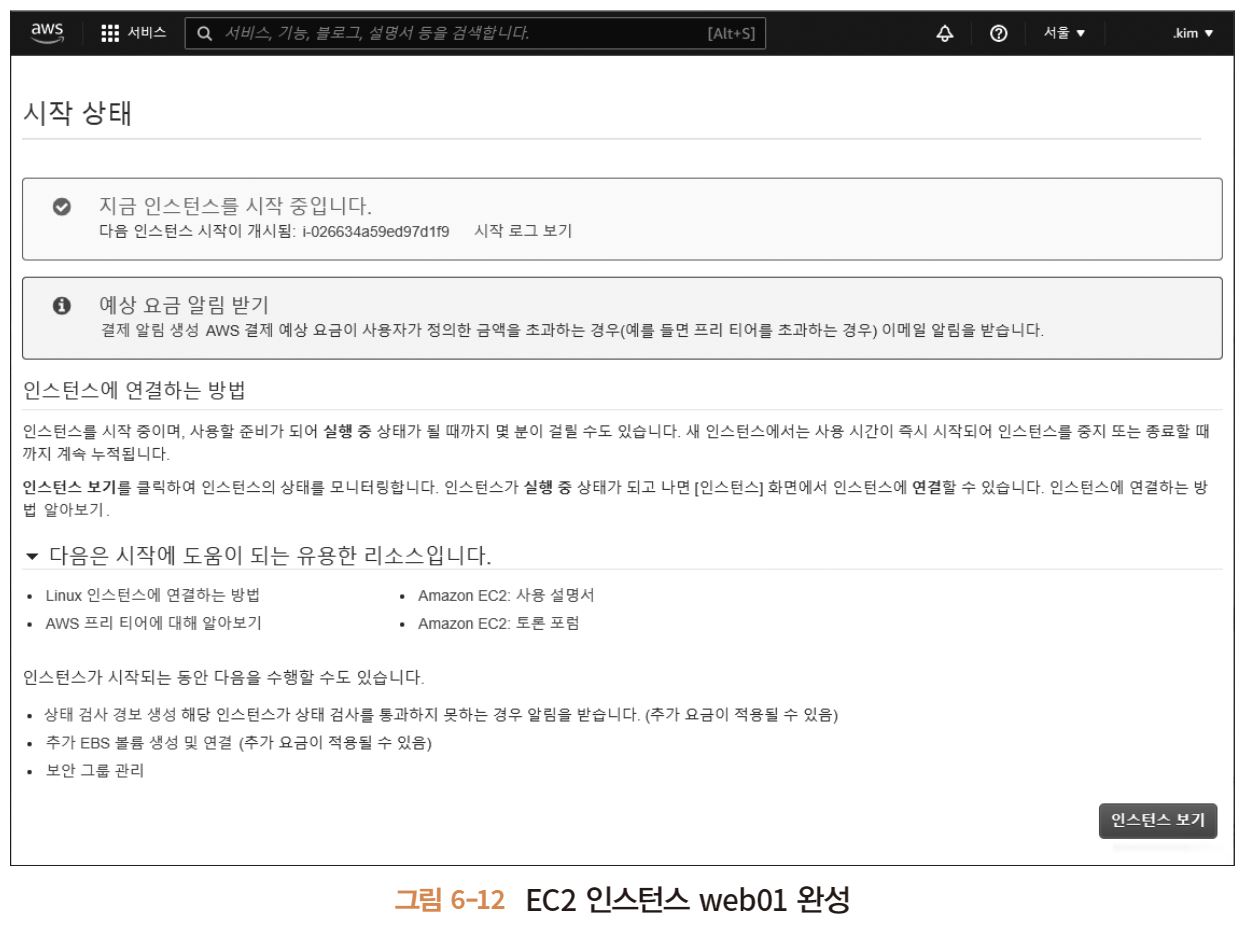 aws 서비스 서비스, 기능, 블로그, 설명서 등을 검색합니다. [Alt+S] 서울 ▼ .kim ▼
시작 상태
지금 인스턴스를 시작 중입니다.
다음 인스턴스 시작이 개시됨: i-026634a59ed97d1f9 시작 로그 보기
예상 요금 알림 받기
결제 알림 생성 AWS 결제 예상 요금이 사용자가 정의한 금액을 초과하는 경우(예를 들면 프리 티어를 초과하는 경우) 이메일 알림을 받습니다.
인스턴스에 연결하는 방법
인스턴스를 시작 중이며, 사용할 준비가 되어 실행 중 상태가 될 때까지 몇 분이 걸릴 수도 있습니다. 새 인스턴스에서는 사용 시간이 즉시 시작되어 인스턴스를 중지 또는 종료할 때
까지 계속 누적됩니다.
인스턴스 보기를 클릭하여 인스턴스의 상태를 모니터링합니다. 인스턴스가 실행 중 상태가 되고 나면 [인스턴스] 화면에서 인스턴스에 연결할 수 있습니다. 인스턴스에 연결하는 방
법 알아보기.
▼ 다음은 시작에 도움이 되는 유용한 리소스입니다.
• Linux 인스턴스에 연결하는 방법 • Amazon EC2: 사용 설명서
• AWS 프리 티어에 대해 알아보기 • Amazon EC2: 토론 포럼
인스턴스가 시작되는 동안 다음을 수행할 수도 있습니다.
• 상태 검사 경보 생성 해당 인스턴스가 상태 검사를 통과하지 못하는 경우 알림을 받습니다. (추가 요금이 적용될 수 있음)
• 추가 EBS 볼륨 생성 및 연결 (추가 요금이 적용될 수 있음)
• 보안 그룹 관리
인스턴스 보기
그림 6-12 EC2 인스턴스 web01 완성